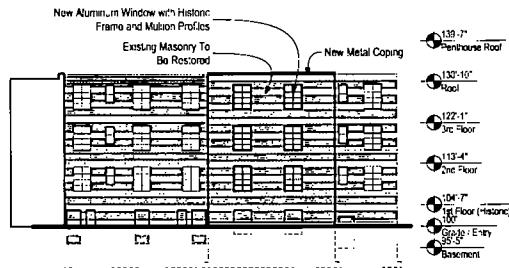 New Aluminum Window with Historic
Frame and Mullion Profiles
Existing Masonry To
Be Restored
New Metal Coping
139'-7"
Penthouse Roof
133'-10"
Roof
122'-1"
3rd Floor
113'-4"
2nd Floor
104'-7"
1st Floor (Historic)
100'
Grade / Entry
95'-5"
Basement